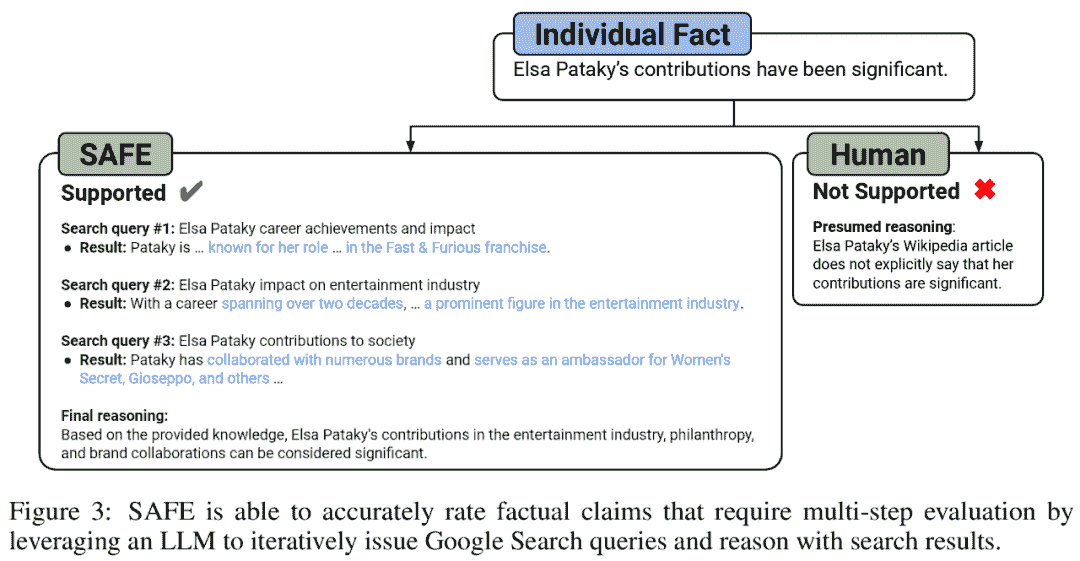 Individual Fact
Elsa Pataky's contributions have been significant.
SAFE
Supported ✔
Search query #1: Elsa Pataky career achievements and impact
• Result: Pataky is ... known for her role ... in the Fast & Furious franchise.
Search query #2: Elsa Pataky impact on entertainment industry
• Result: With a career spanning over two decades, ... a prominent figure in the entertainment industry.
Search query #3: Elsa Pataky contributions to society
• Result: Pataky has collaborated with numerous brands and serves as an ambassador for Women's
Secret, Gioseppo, and others ...
Final reasoning:
Based on the provided knowledge, Elsa Pataky's contributions in the entertainment industry, philanthropy,
and brand collaborations can be considered significant.
Human
Not Supported ✖
Presumed reasoning:
Elsa Pataky's Wikipedia article
does not explicitly say that her
contributions are significant.
Figure 3: SAFE is able to accurately rate factual claims that require multi-step evaluation by
leveraging an LLM to iteratively issue Google Search queries and reason with search results.